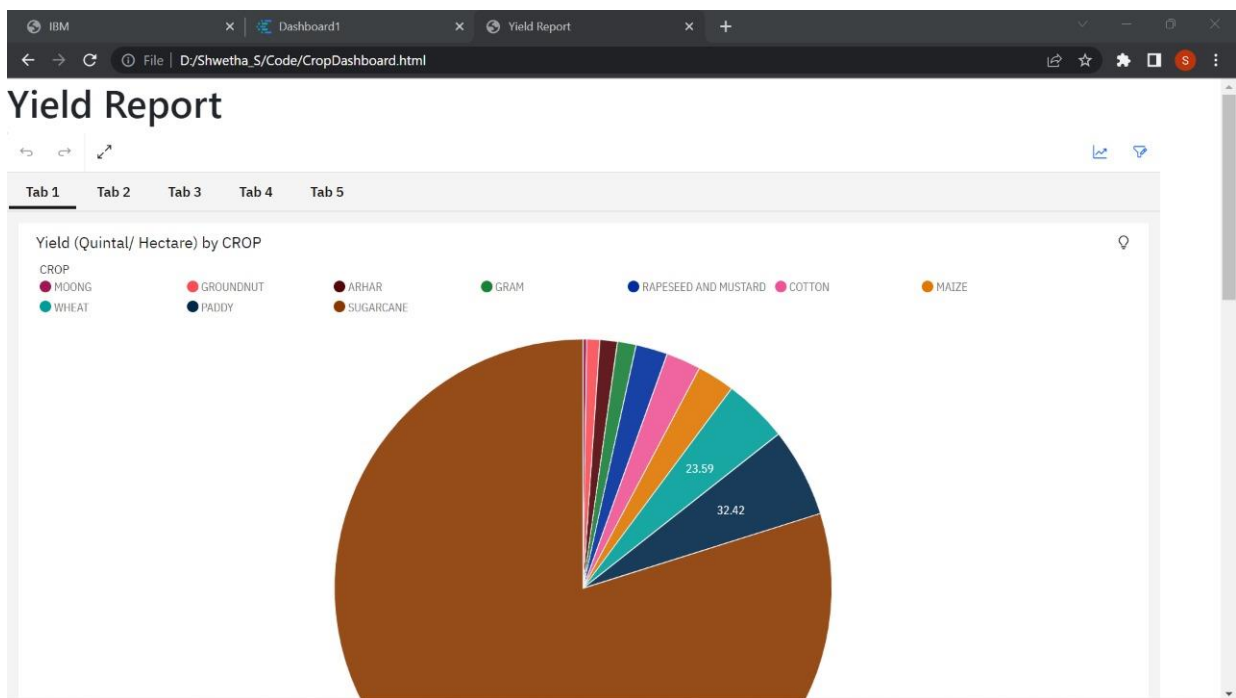 IBM Dashboard1 Yield Report
File D:/Shwetha_S/Code/CropDashboard.html S
Yield Report
Tab 1 Tab 2 Tab 3 Tab 4 Tab 5
Yield (Quintal/ Hectare) by CROP
CROP
MOONG GROUNDNUT ARHAR GRAM RAPESEED AND MUSTARD COTTON MAIZE
WHEAT PADDY SUGARCANE
23.59
32.42